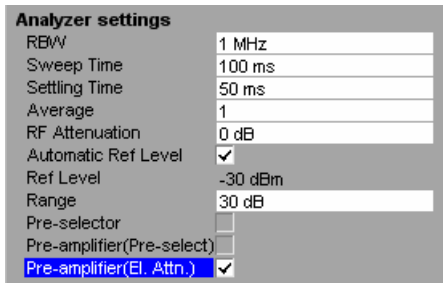 Analyzer settings
RBW 1 MHz
Sweep Time 100 ms
Settling Time 50 ms
Average 1
RF Attenuation 0 dB
Automatic Ref Level
Ref Level -30 dBm
Range 30 dB
Pre-selector
Pre-amplifier(Pre-select)
Pre-amplifier(El. Attn.)